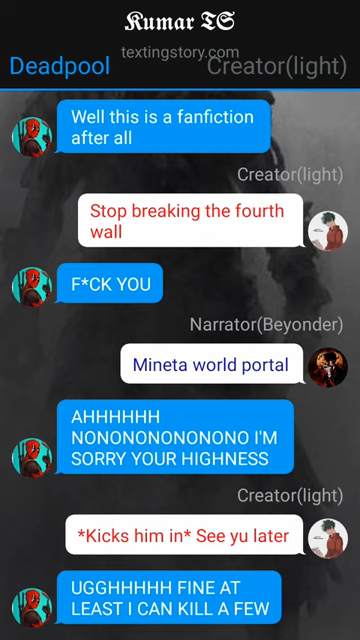 𝕶𝖚𝖒𝖆𝖗 𝕿𝕾
textingstory.com
Deadpool
Creator(light)
Well this is a fanfiction
after all
Creator(light)
Stop breaking the fourth
wall
F*CK YOU
Narrator(Beyonder)
Mineta world portal
AHHHHHH
NONONONONONONO I'M
SORRY YOUR HIGHNESS
Creator(light)
*Kicks him in* See yu later
UGGHHHHH FINE AT
LEAST I CAN KILL A FEW